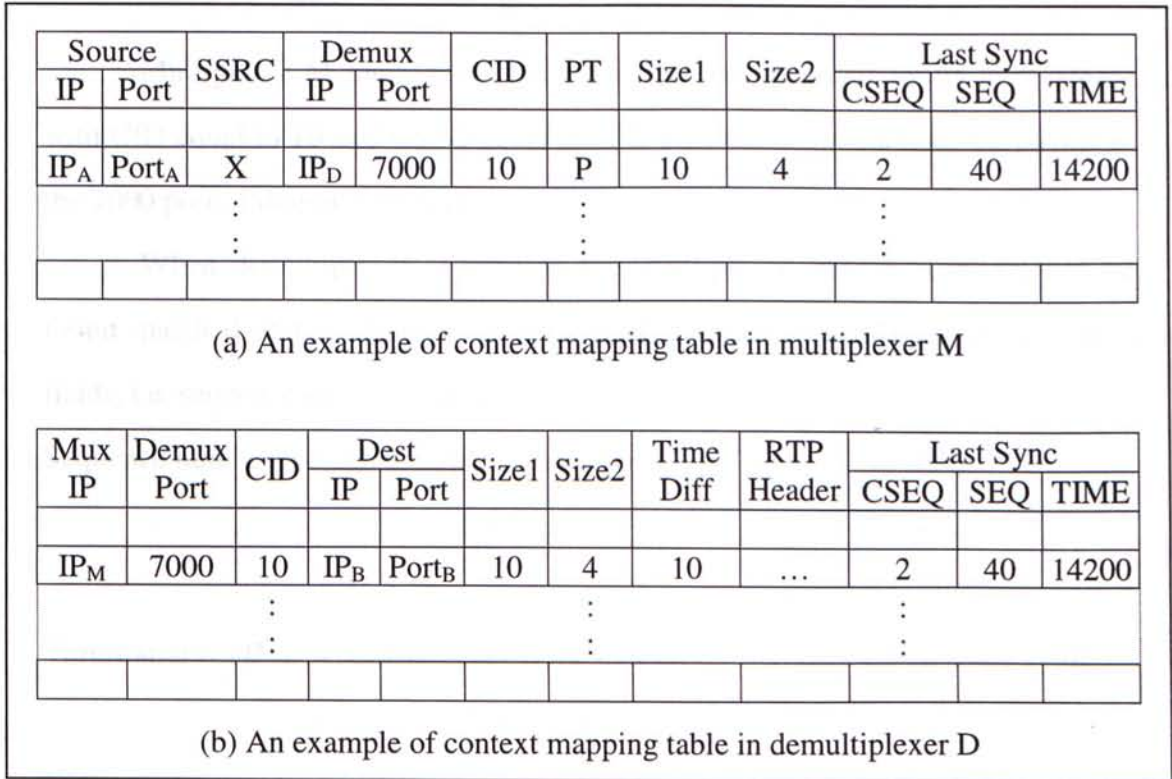 Source SSRC Demux CID PT Size1 Size2 Last Sync
IP Port IP Port CSEQ SEQ TIME
IP_A Port_A X IP_D 7000 10 P 10 4 2 40 14200
⋮ ⋮ ⋮
(a) An example of context mapping table in multiplexer M
Mux IP Demux Port CID Dest Size1 Size2 Time Diff RTP Header Last Sync
IP Port CSEQ SEQ TIME
IP_M 7000 10 IP_B Port_B 10 4 10 ... 2 40 14200
⋮ ⋮ ⋮
(b) An example of context mapping table in demultiplexer D